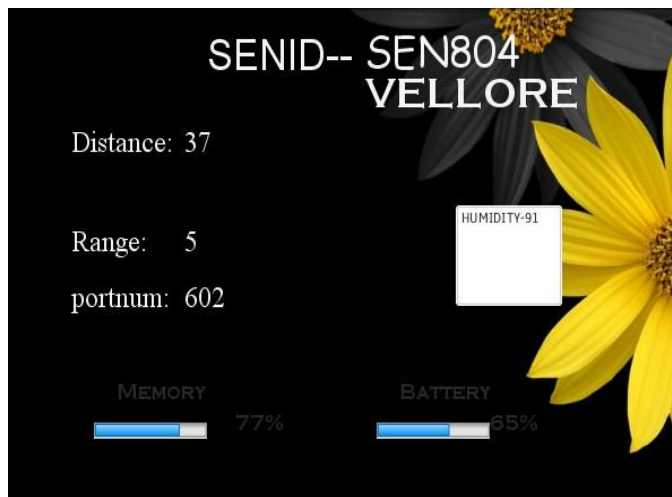 SENID-- SEN804
VELLORE
Distance: 37
HUMIDITY-91
Range: 5
portnum: 602
MEMORY
77%
BATTERY
65%